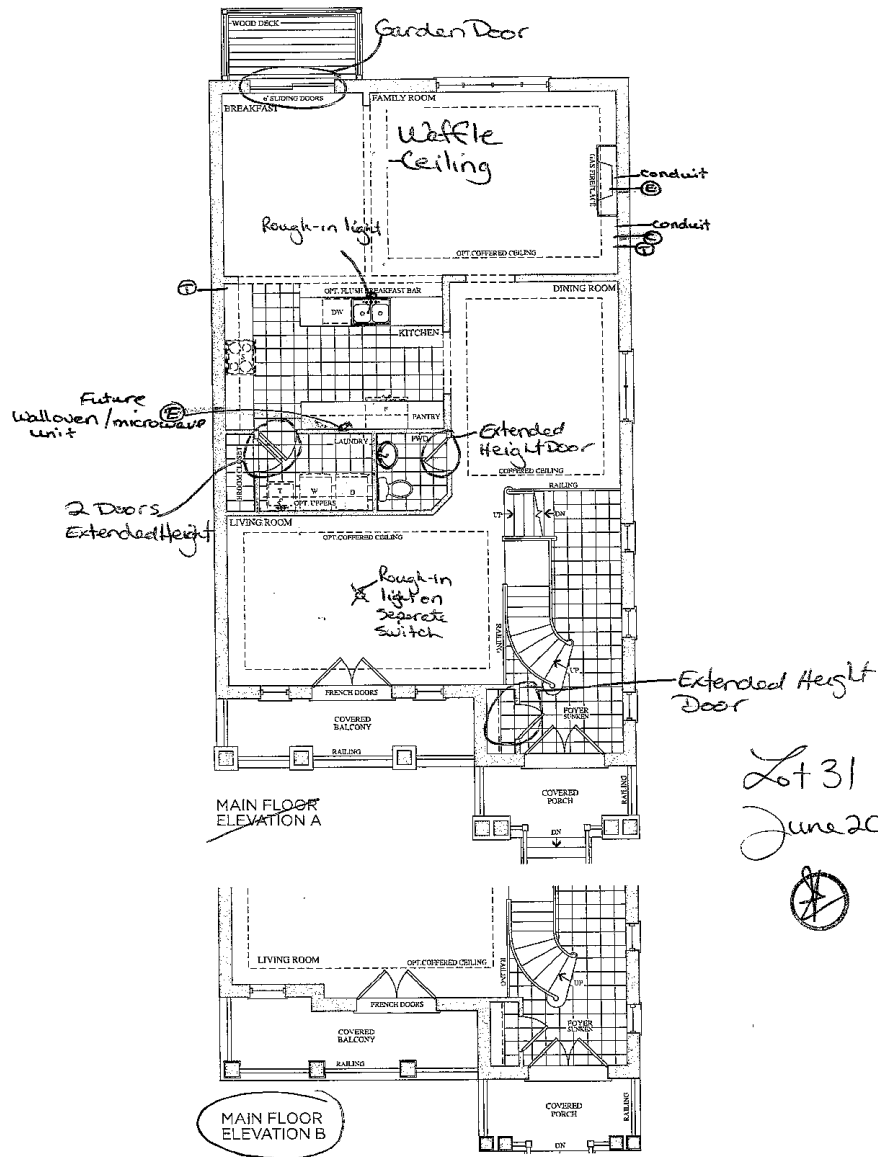 WOOD DECK
Garden Door
6' SLIDING DOORS
BREAKFAST
FAMILY ROOM
Waffle
Ceiling
GAS FIREPLACE
conduit
E
conduit
E
T
Rough-in light
OPT. COFFERED CEILING
T
OPT. FLUSH BREAKFAST BAR
DINING ROOM
DW
KITCHEN
Future
Walloven/microwave
unit
E
F
PANTRY
Extended
Height Door
BROOM CLOSET
LAUNDRY
PWD.
COFFERED CEILING
2 Doors
Extended Height
T
W
D
OPT. UPPERS
RAILING
UP
DN
LIVING ROOM
OPT. COFFERED CEILING
Rough-in
light on
Separate
Switch
RAILING
UP
FRENCH DOORS
FOYER
SUNKEN
Extended Height
Door
COVERED
BALCONY
RAILING
COVERED
PORCH
RAILING
DN
MAIN FLOOR
ELEVATION A
Lot 31
June 20
LIVING ROOM
OPT. COFFERED CEILING
RAILING
UP
FRENCH DOORS
FOYER
SUNKEN
COVERED
BALCONY
RAILING
COVERED
PORCH
RAILING
DN
MAIN FLOOR
ELEVATION B